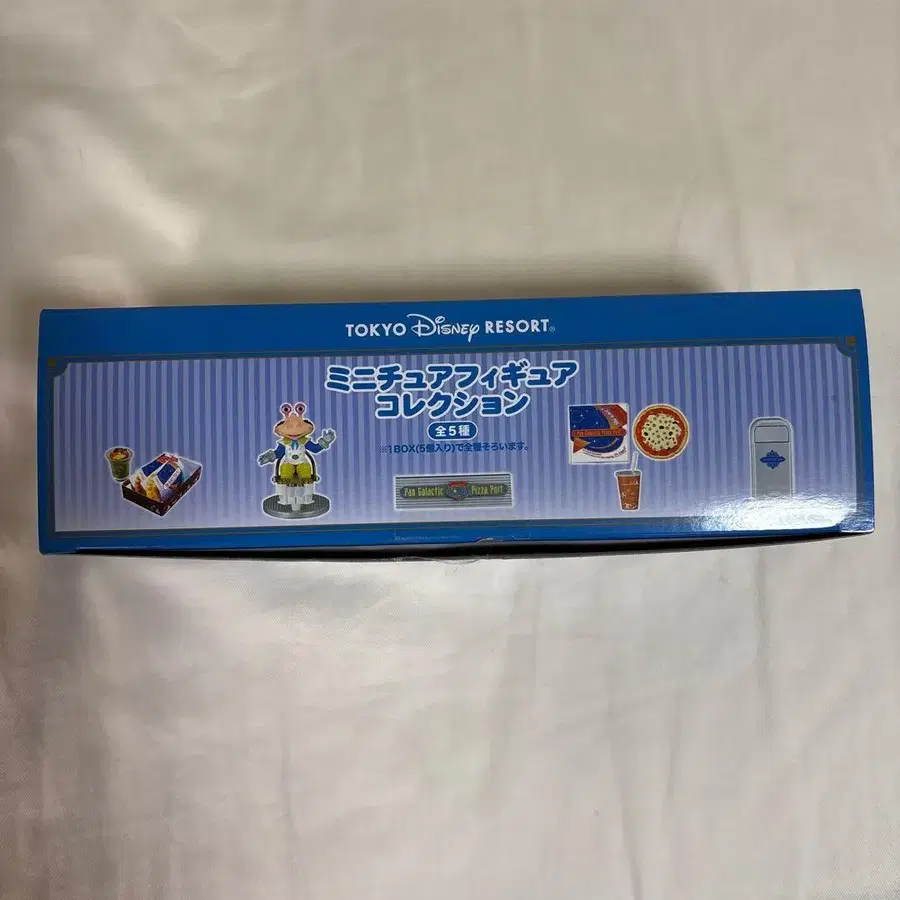 TOKYO Disney RESORT®
ミニチュアフィギュア
コレクション
全5種
※1BOX(5個入り)で全種そろいます。
Pan Galactic Pizza Port